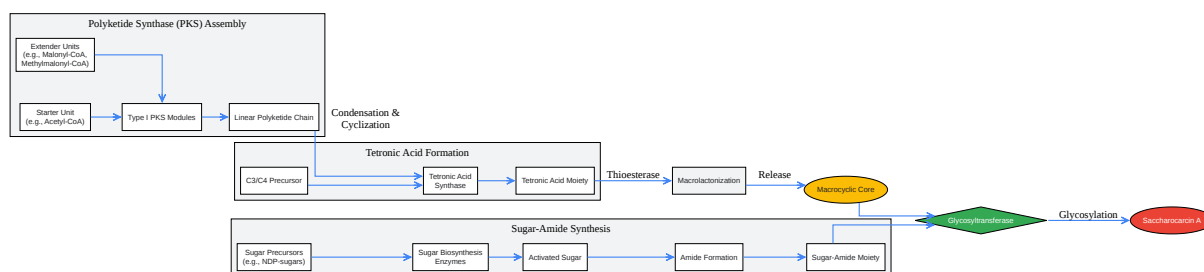 Polyketide Synthase (PKS) Assembly
Extender Units
(e.g., Malonyl-CoA,
Methylmalonyl-CoA)
Starter Unit
(e.g., Acetyl-CoA)
Type I PKS Modules
Linear Polyketide Chain
Condensation &
Cyclization
Tetronic Acid Formation
C3/C4 Precursor
Tetronic Acid
Synthase
Tetronic Acid Moiety
Thioesterase
Macrolactonization
Release
Macrocyclic Core
Glycosyltransferase
Glycosylation
Saccharocarcin A
Sugar-Amide Synthesis
Sugar Precursors
(e.g., NDP-sugars)
Sugar Biosynthesis
Enzymes
Activated Sugar
Amide Formation
Sugar-Amide Moiety